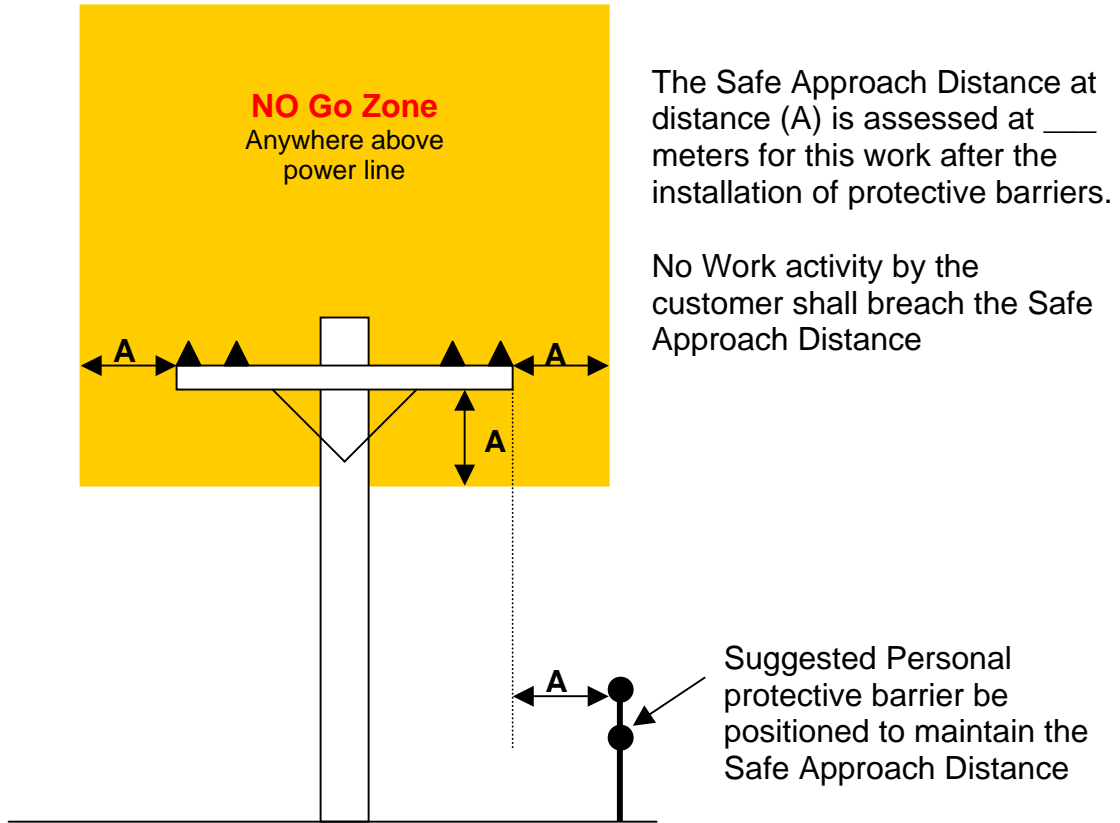 NO Go Zone
Anywhere above
power line
The Safe Approach Distance at
distance (A) is assessed at ___
meters for this work after the
installation of protective barriers.
No Work activity by the
customer shall breach the Safe
Approach Distance
A
A
A
A
Suggested Personal
protective barrier be
positioned to maintain the
Safe Approach Distance